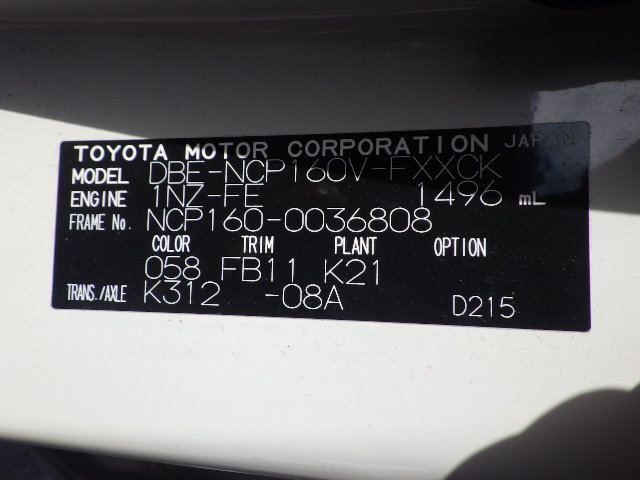 TOYOTA MOTOR CORPORATION JAPAN
MODEL DBE-NCP160V-FXXCK
ENGINE 1NZ-FE 1496 mL
FRAME No. NCP160-0036808
COLOR TRIM PLANT OPTION
058 FB11 K21
TRANS./AXLE K312 -08A D215